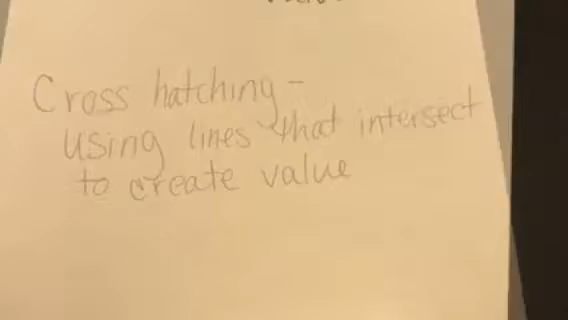 Cross hatching -
using lines that intersect
to create value